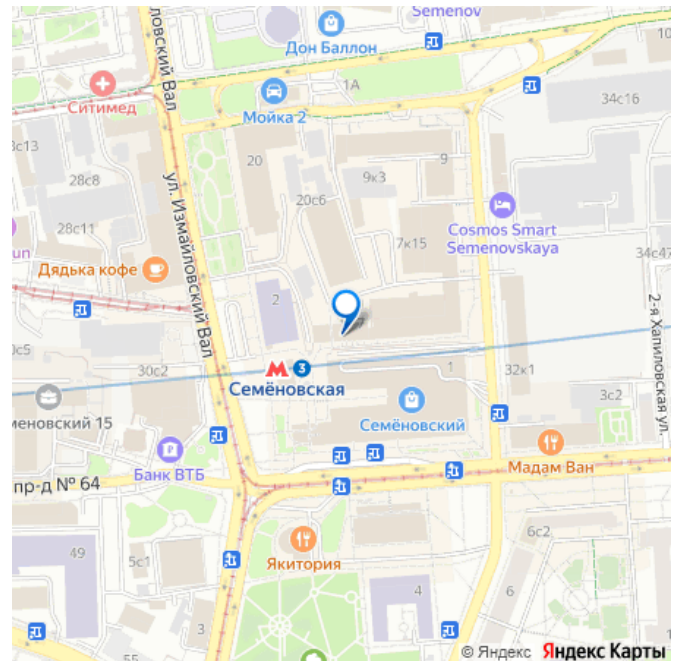 Semenov
Дон Баллон
ловский Вал
10
1А
Ситимед
34с16
Мойка 2
3с13
20
9к3
9
28с8
20с6
ул. Измайловский Вал
28с11
Cosmos Smart
Semenovskaya
un
7к15
34с47
Дядька кофе
2
2-я Хапиловская ул.
0с5
30с2
3
Семёновская
1
32к1
3с2
меновский 15
Семёновский
Мадам Ван
Банк ВТБ
пр-д № 64
6с2
49
5с1
Якитория
4
6
3
55
© Яндекс Яндекс Карты